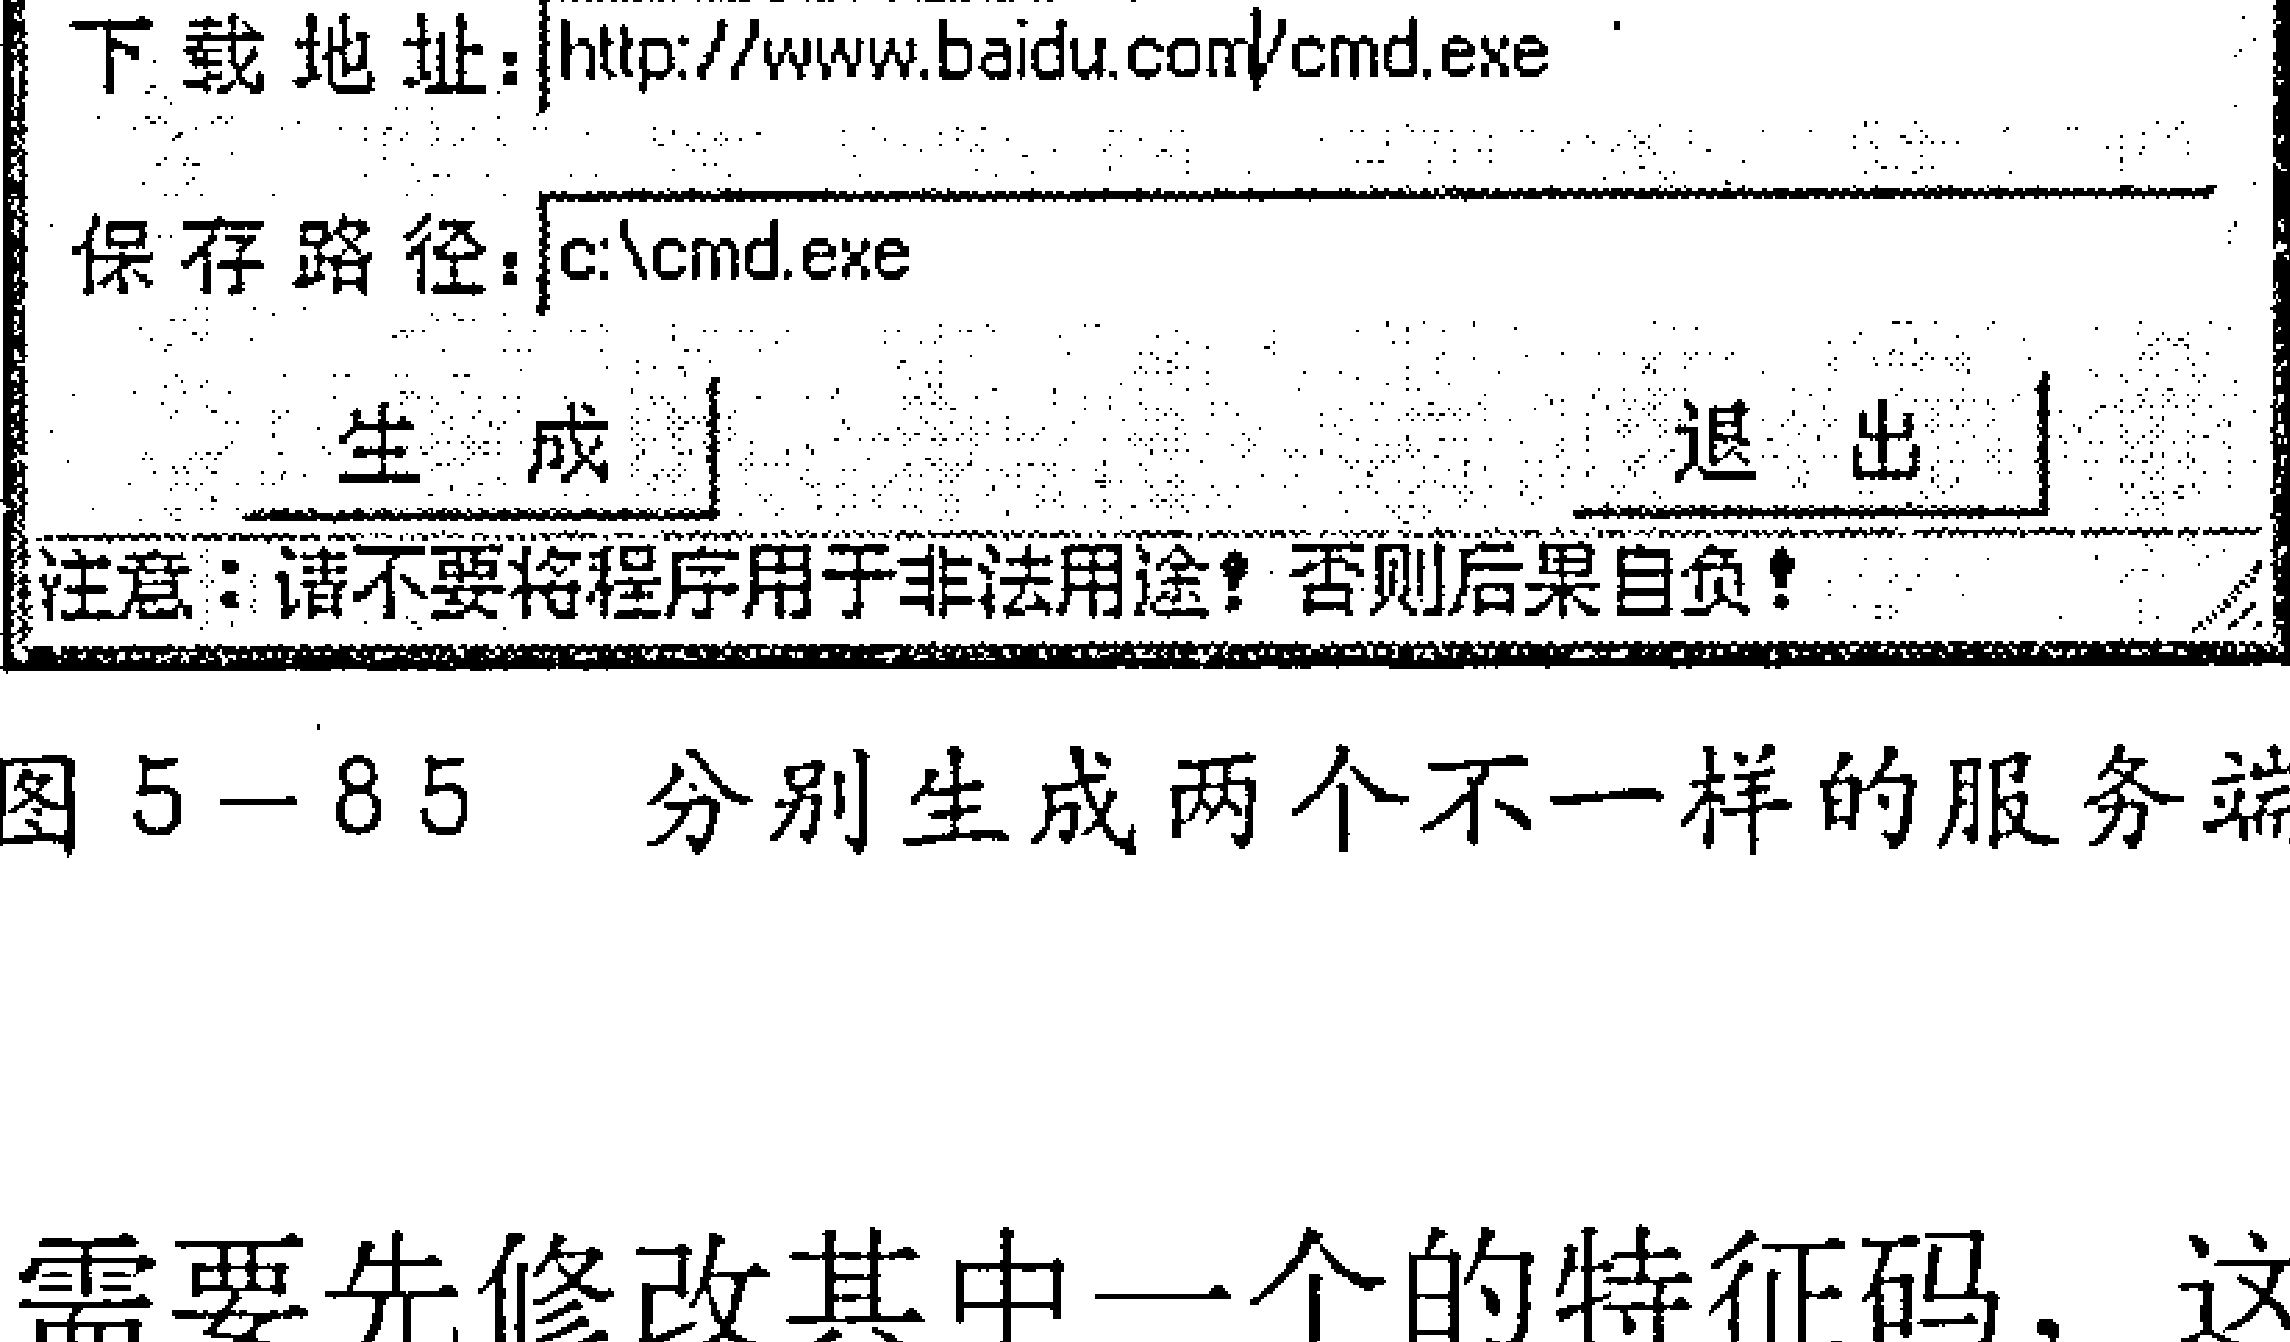 下载地址：http://www.baidu.com/cmd.exe
保存路径：c:\cmd.exe
生 成 退 出
注意：请不要将程序用于非法用途！否则后果自负！
图 5－85 分别生成两个不一样的服务端
需要先修改其中一个的特征码，这